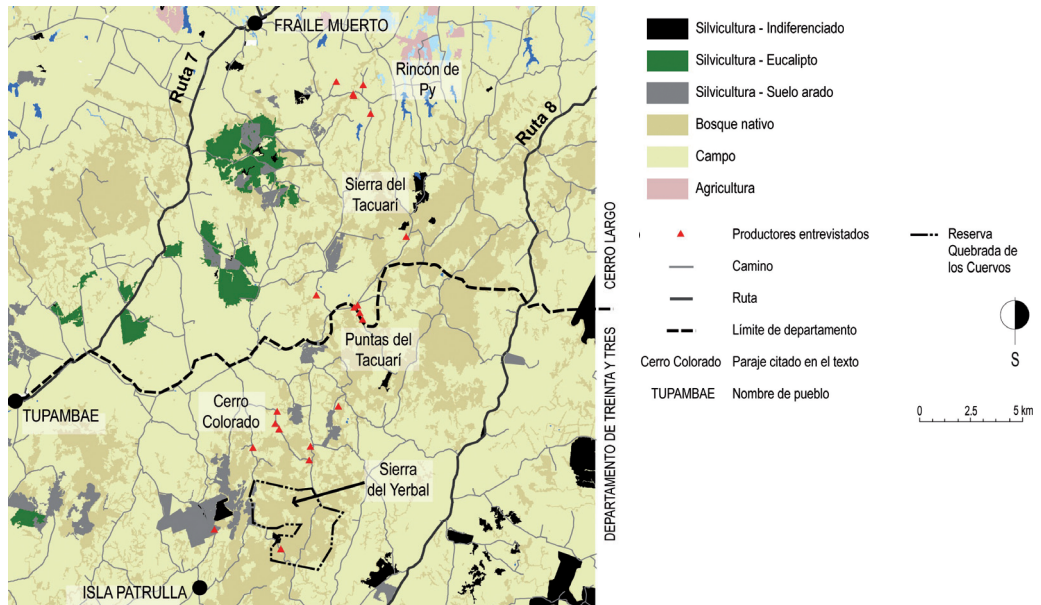 FRAILE MUERTO
Ruta 7
Rincón de
Py
Ruta 8
Sierra del
Tacuarí
Puntas del
Tacuarí
TUPAMBAE
Cerro
Colorado
Sierra
del Yerbal
ISLA PATRULLA
CERRO LARGO
DEPARTAMENTO DE TREINTA Y TRES
Silvicultura - Indiferenciado
Silvicultura - Eucalipto
Silvicultura - Suelo arado
Bosque nativo
Campo
Agricultura
Productores entrevistados
Camino
Ruta
Límite de departamento
Cerro Colorado Paraje citado en el texto
TUPAMBAE Nombre de pueblo
Reserva
Quebrada de
los Cuervos
S
0 2.5 5 km